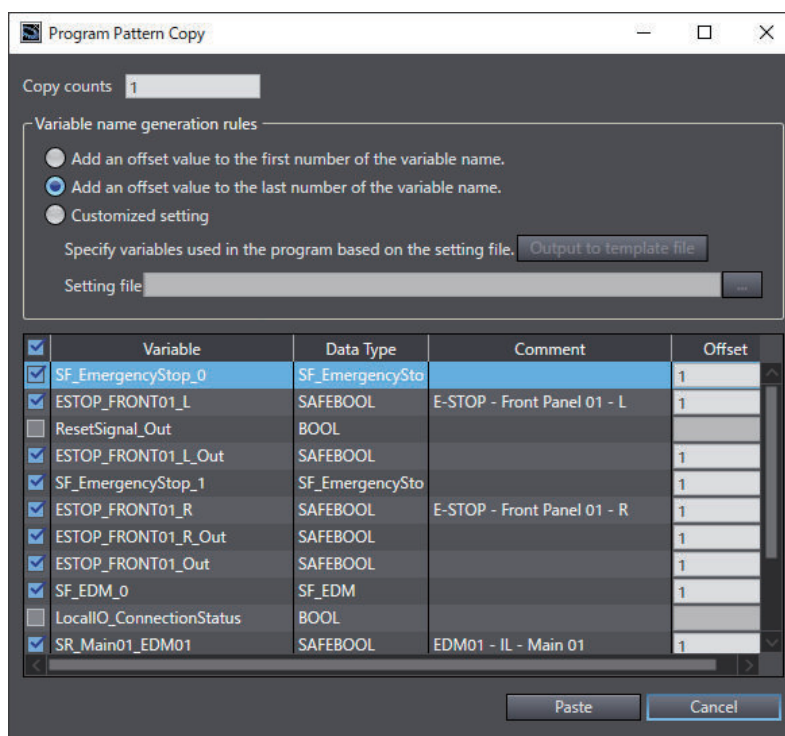 Program Pattern Copy
Copy counts 1
Variable name generation rules
Add an offset value to the first number of the variable name.
Add an offset value to the last number of the variable name.
Customized setting
Specify variables used in the program based on the setting file. Output to template file
Setting file ...
Variable Data Type Comment Offset
SF_EmergencyStop_0 SF_EmergencySto 1
ESTOP_FRONT01_L SAFEBOOL E-STOP - Front Panel 01 - L 1
ResetSignal_Out BOOL
ESTOP_FRONT01_L_Out SAFEBOOL 1
SF_EmergencyStop_1 SF_EmergencySto 1
ESTOP_FRONT01_R SAFEBOOL E-STOP - Front Panel 01 - R 1
ESTOP_FRONT01_R_Out SAFEBOOL 1
ESTOP_FRONT01_Out SAFEBOOL 1
SF_EDM_0 SF_EDM 1
LocalIO_ConnectionStatus BOOL
SR_Main01_EDM01 SAFEBOOL EDM01 - IL - Main 01 1
Paste Cancel